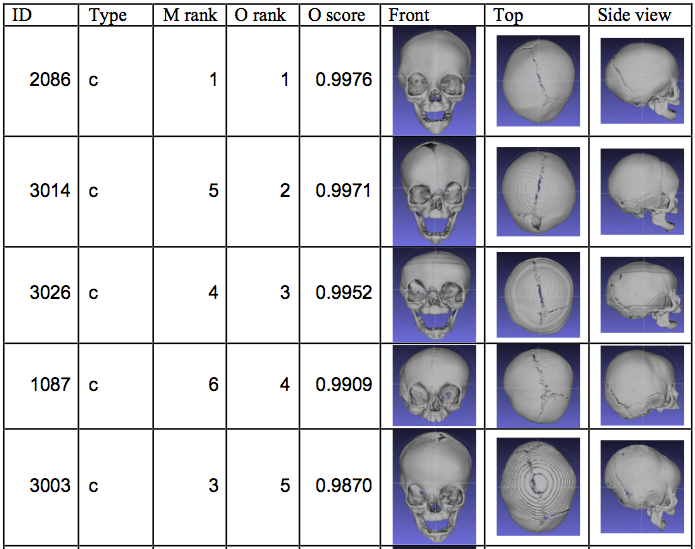 ID Type M rank O rank O score Front Top Side view
2086 c 1 1 0.9976
3014 c 5 2 0.9971
3026 c 4 3 0.9952
1087 c 6 4 0.9909
3003 c 3 5 0.9870